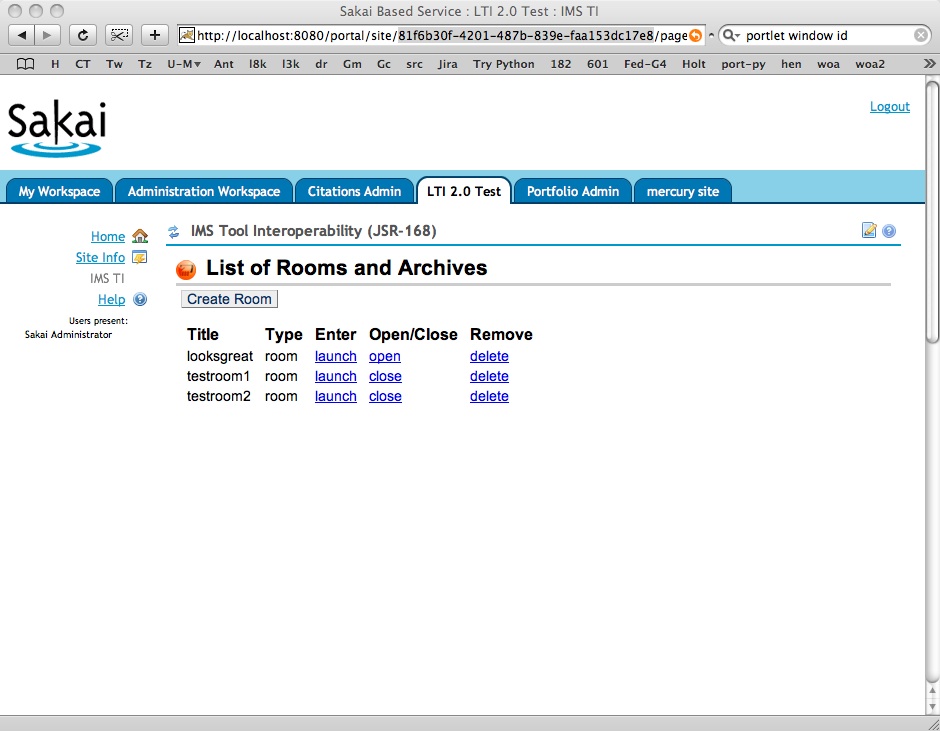 Sakai Based Service : LTI 2.0 Test : IMS TI
http://localhost:8080/portal/site/81f6b30f-4201-487b-839e-faa153dc17e8/page portlet window id
H CT Tw Tz U-M▾ Ant l8k l3k dr Gm Gc src Jira Try Python 182 601 Fed-G4 Holt port-py hen woa woa2 »
Sakai
Logout
My Workspace Administration Workspace Citations Admin LTI 2.0 Test Portfolio Admin mercury site
Home
Site Info
IMS TI
Help
Users present:
Sakai Administrator
IMS Tool Interoperability (JSR-168)
List of Rooms and Archives
Create Room
Title Type Enter Open/Close Remove
looksgreat room launch open delete
testroom1 room launch close delete
testroom2 room launch close delete